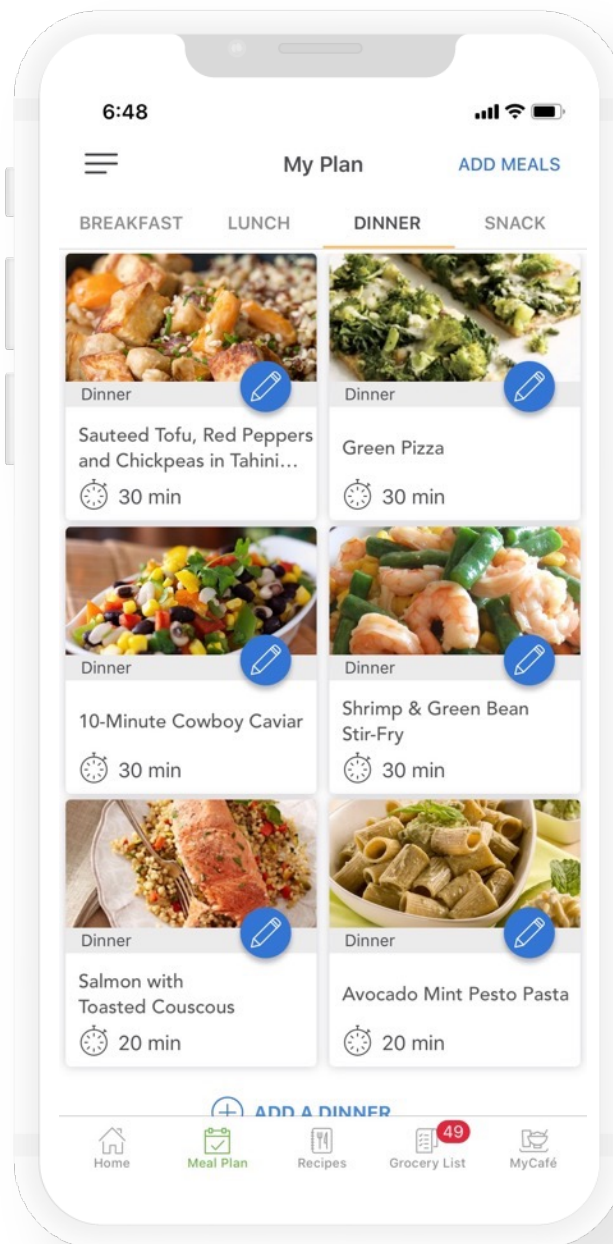 6:48
My Plan
ADD MEALS
BREAKFAST LUNCH DINNER SNACK
Dinner
Sauteed Tofu, Red Peppers
and Chickpeas in Tahini...
30 min
Dinner
Green Pizza
30 min
Dinner
10-Minute Cowboy Caviar
30 min
Dinner
Shrimp & Green Bean
Stir-Fry
30 min
Dinner
Salmon with
Toasted Couscous
20 min
Dinner
Avocado Mint Pesto Pasta
20 min
ADD A DINNER
49
Home Meal Plan Recipes Grocery List MyCafé